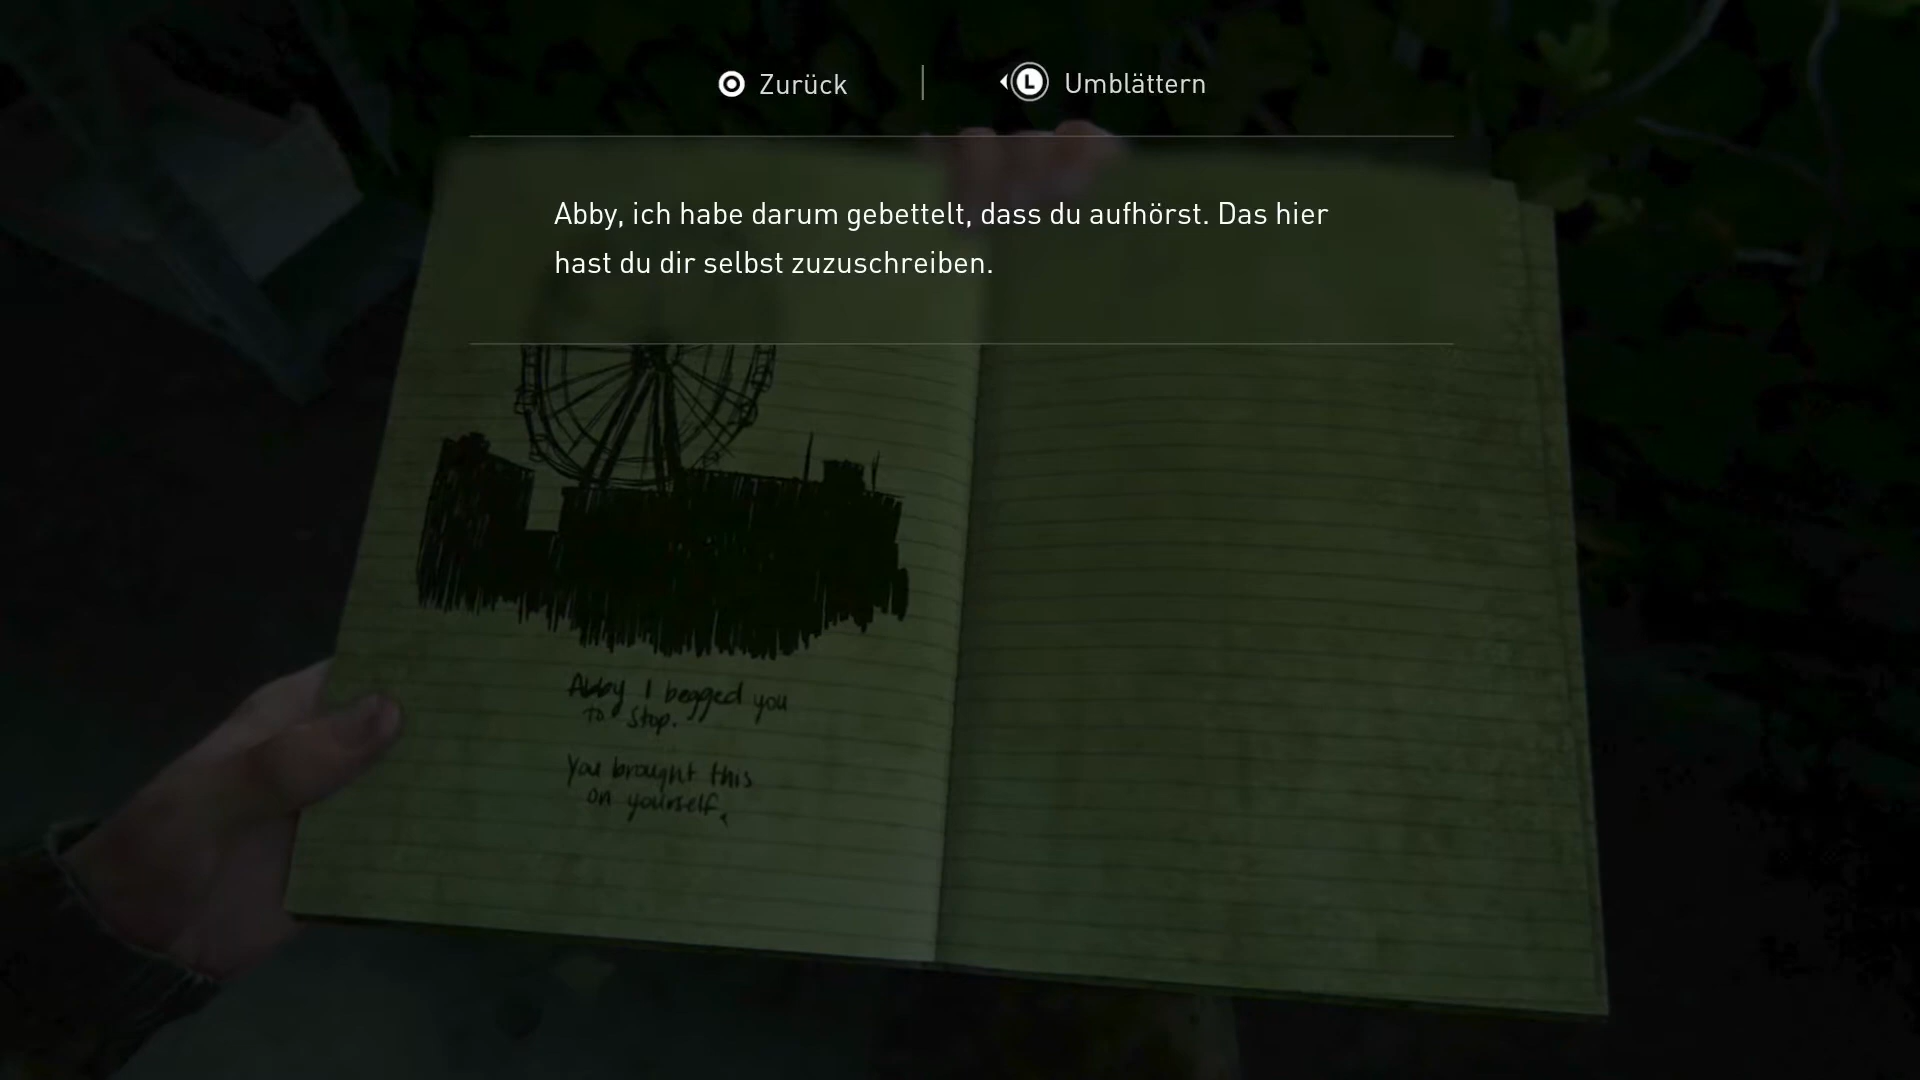 Zurück
L Umblättern
Abby, ich habe darum gebettelt, dass du aufhörst. Das hier
hast du dir selbst zuzuschreiben.
Abby I begged you
to stop.
You brought this
on yourself.